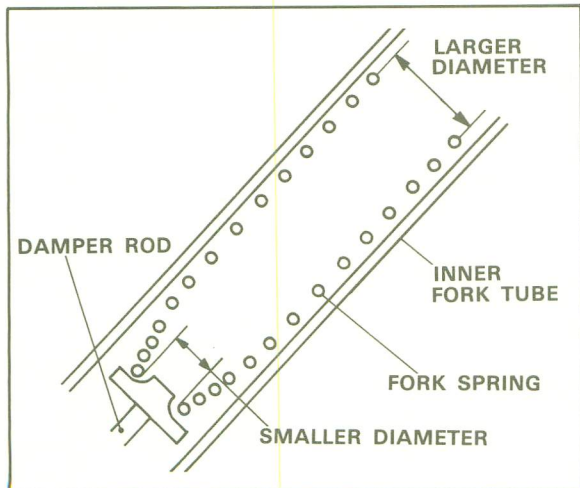 LARGER
DIAMETER
DAMPER ROD
INNER
FORK TUBE
FORK SPRING
SMALLER DIAMETER